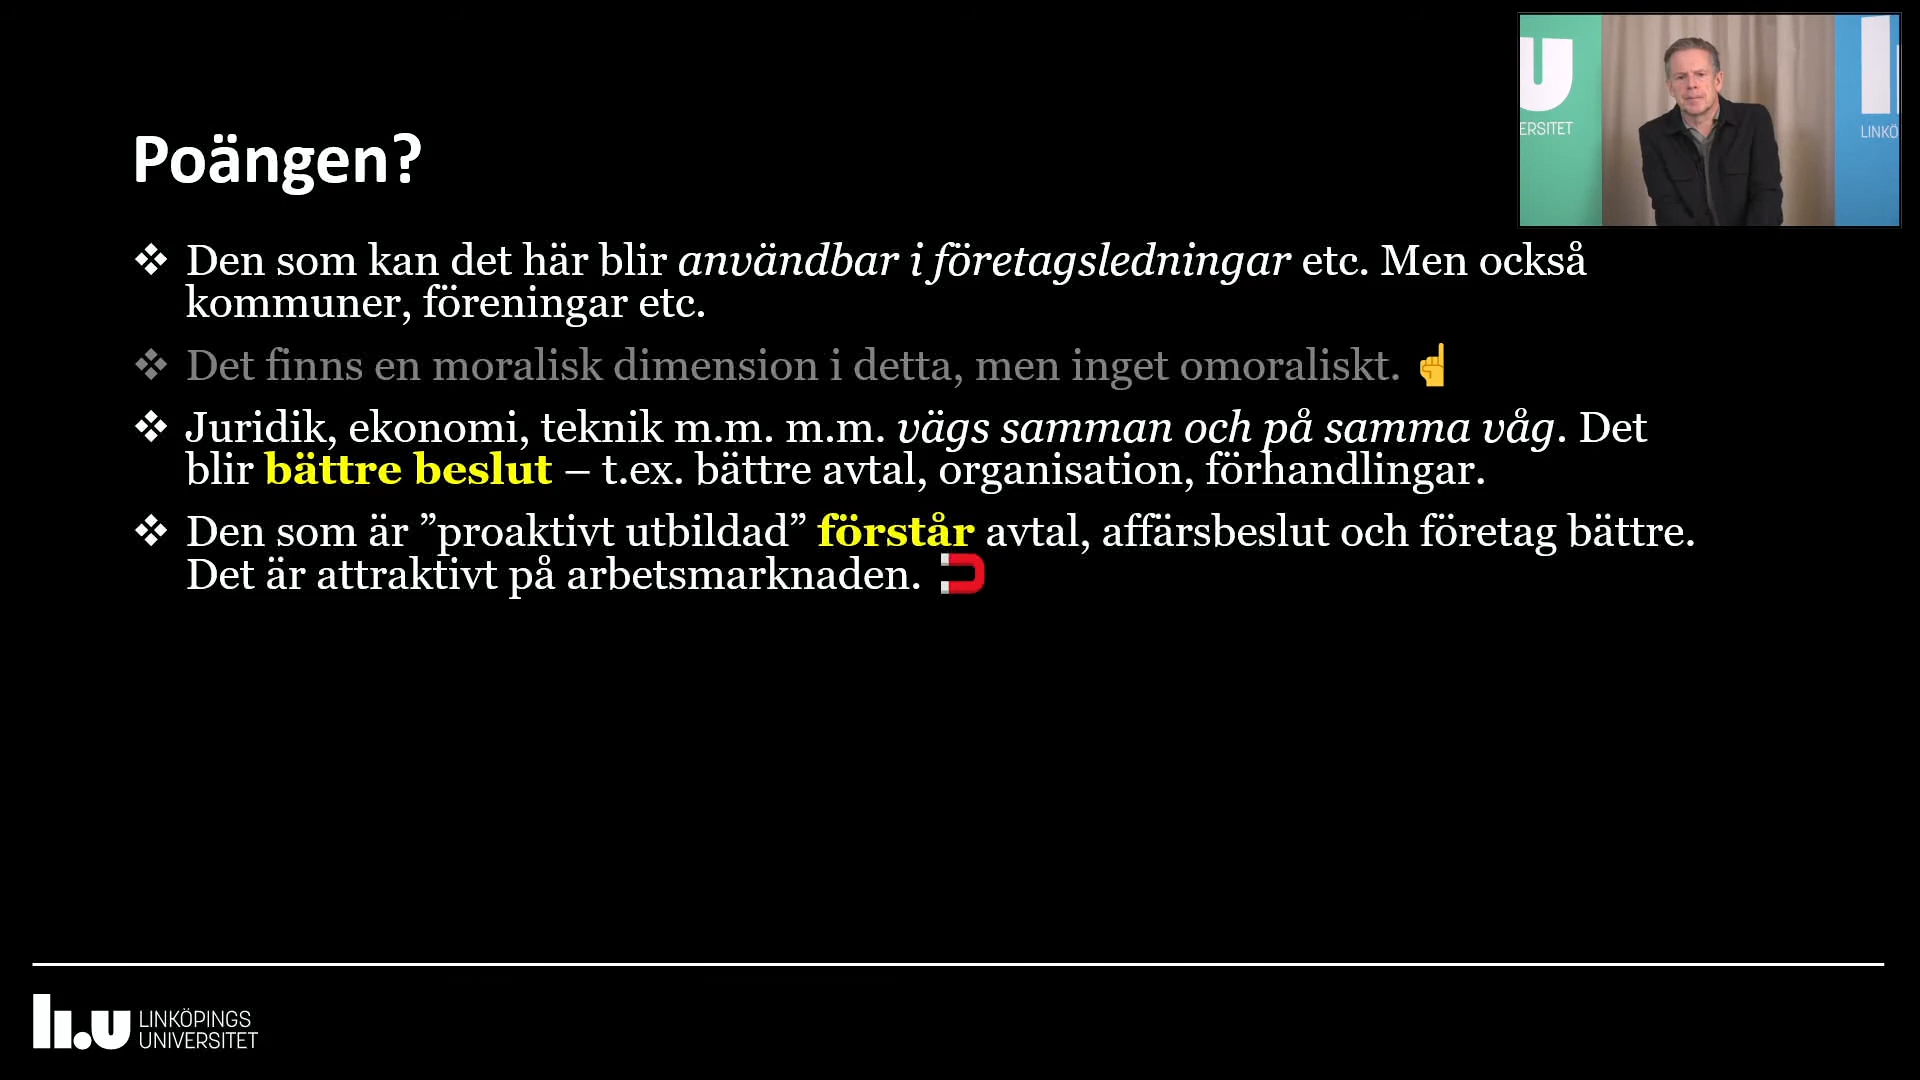 Poängen?
❖ Den som kan det här blir användbar i företagsledningar etc. Men också
kommuner, föreningar etc.
❖ Det finns en moralisk dimension i detta, men inget omoraliskt. ☝
❖ Juridik, ekonomi, teknik m.m. m.m. vägs samman och på samma våg. Det
blir bättre beslut – t.ex. bättre avtal, organisation, förhandlingar.
❖ Den som är ”proaktivt utbildad” förstår avtal, affärsbeslut och företag bättre.
Det är attraktivt på arbetsmarknaden. 🧲
U
ERSITET
LINKÖ
LI.U LINKÖPINGS
UNIVERSITET